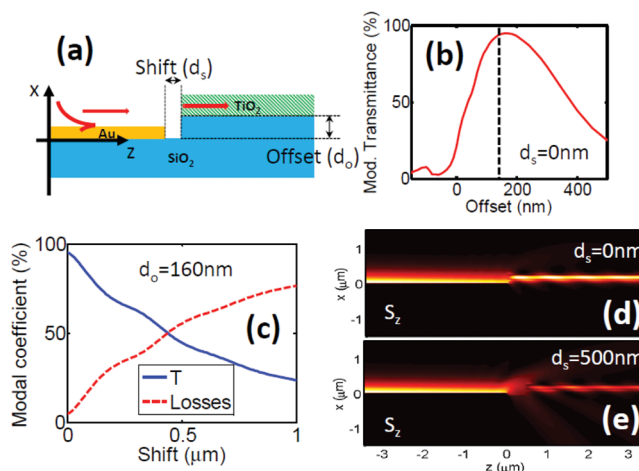 (a)
X
Shift (dₛ)
TiO₂
Au
Z
SiO₂
Offset (dₒ)
(b)
Mod. Transmittance (%)
100
50
0
dₛ=0nm
0 200 400
Offset (nm)
(c)
Modal coefficient (%)
100
50
0
dₒ=160nm
T
Losses
0 0.5 1
Shift (μm)
x (μm)
1
0
-1
dₛ=0nm
S_z
(d)
x (μm)
1
0
-1
dₛ=500nm
S_z
(e)
-3 -2 -1 0 1 2 3
z (μm)